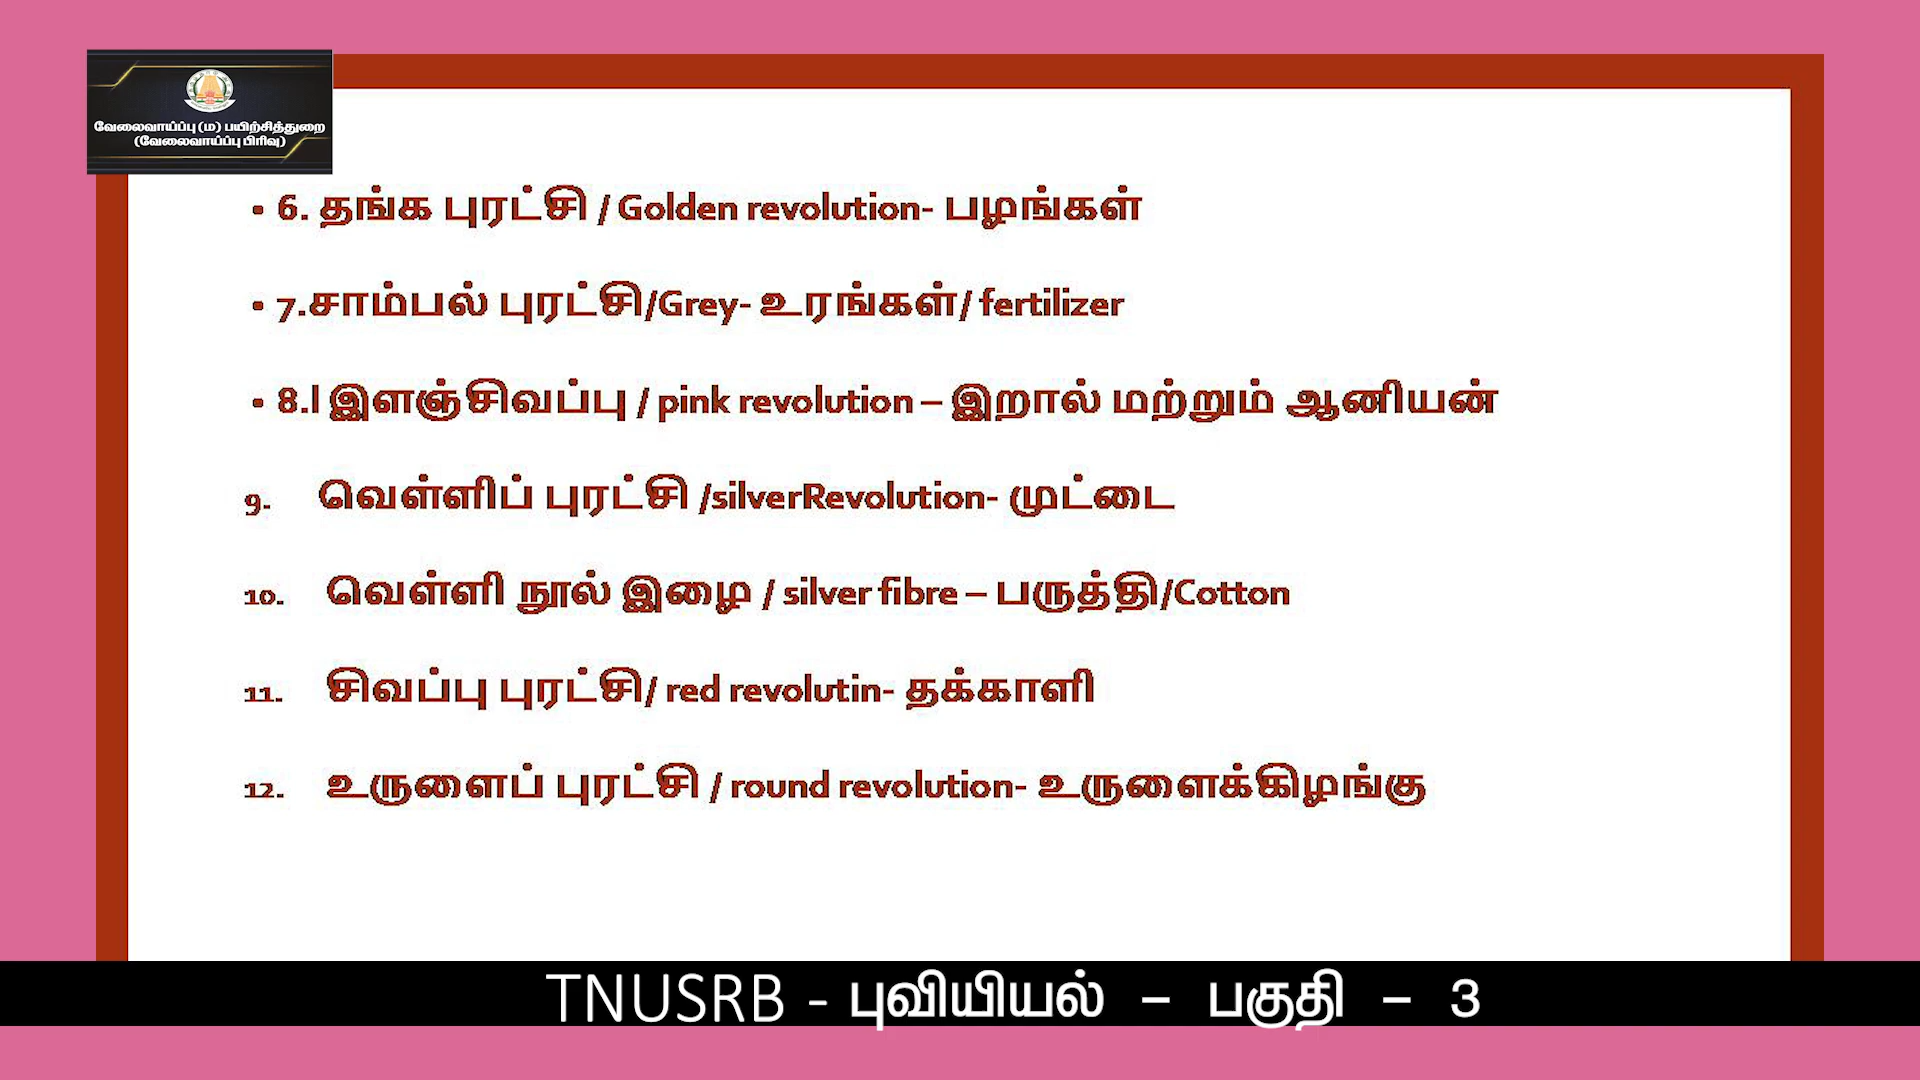 வேலைவாய்ப்பு (ம) பயிற்சித்துறை
(வேலைவாய்ப்பு பிரிவு)
• 6. தங்க புரட்சி / Golden revolution- பழங்கள்
• 7.சாம்பல் புரட்சி/Grey- உரங்கள்/ fertilizer
• 8.l இளஞ்சிவப்பு / pink revolution – இறால் மற்றும் ஆனியன்
9. வெள்ளிப் புரட்சி /silverRevolution- முட்டை
10. வெள்ளி நூல் இழை / silver fibre – பருத்தி/Cotton
11. சிவப்பு புரட்சி/ red revolutin- தக்காளி
12. உருளைப் புரட்சி / round revolution- உருளைக்கிழங்கு
TNUSRB - புவியியல் – பகுதி – 3